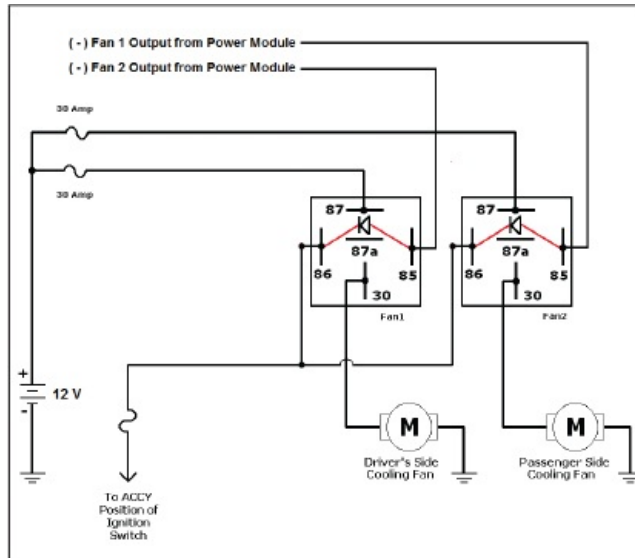 ( - ) Fan 1 Output from Power Module
( - ) Fan 2 Output from Power Module
30 Amp
30 Amp
87
87a
86
85
30
Fan1
87
87a
86
85
30
Fan2
+
12 V
-
M
M
Driver's Side
Cooling Fan
Passenger Side
Cooling Fan
To ACCY
Position of
Ignition
Switch